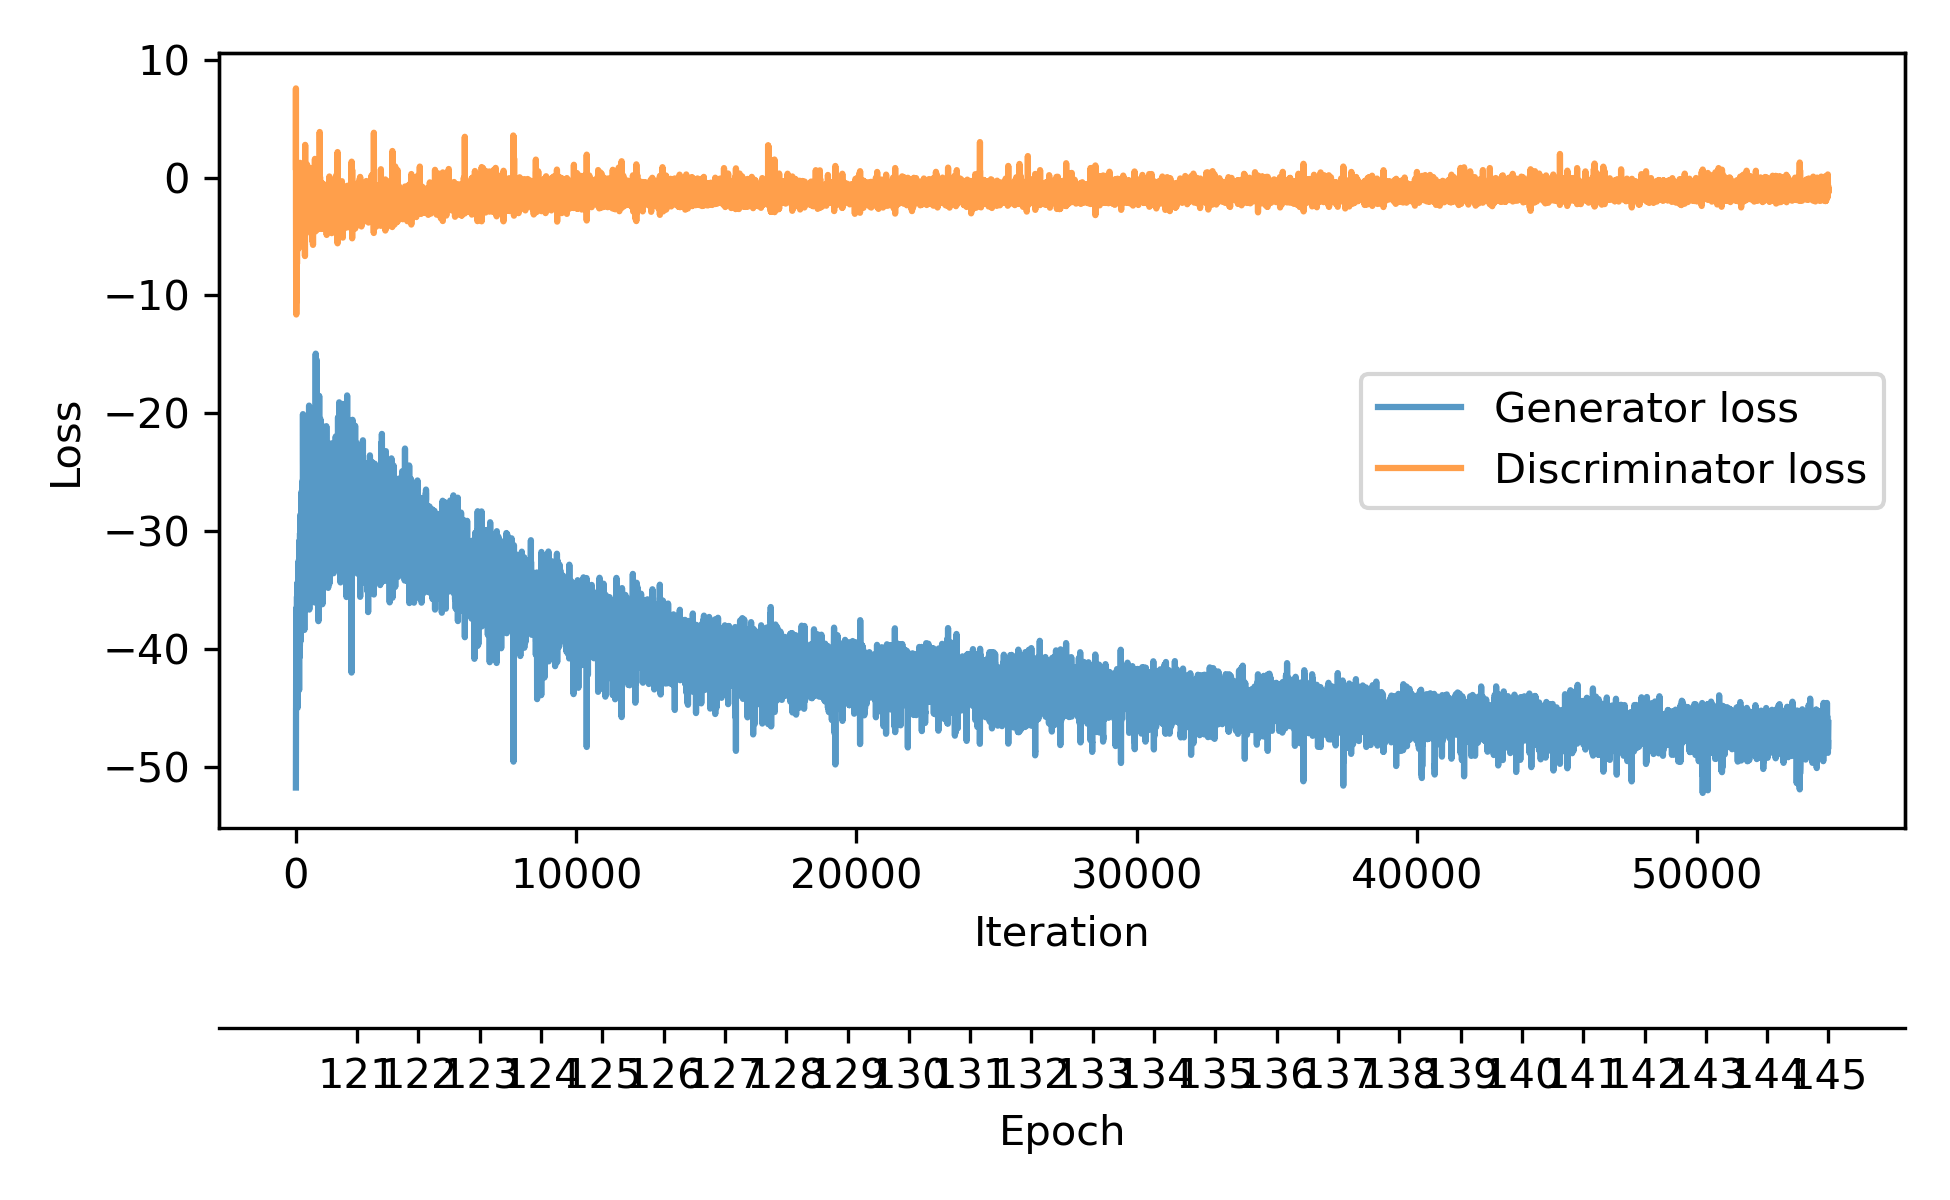 10
0
−10
−20
−30
−40
−50
Loss
Generator loss
Discriminator loss
0 10000 20000 30000 40000 50000
Iteration
121 122 123 124 125 126 127 128 129 130 131 132 133 134 135 136 137 138 139 140 141 142 143 144 145
Epoch